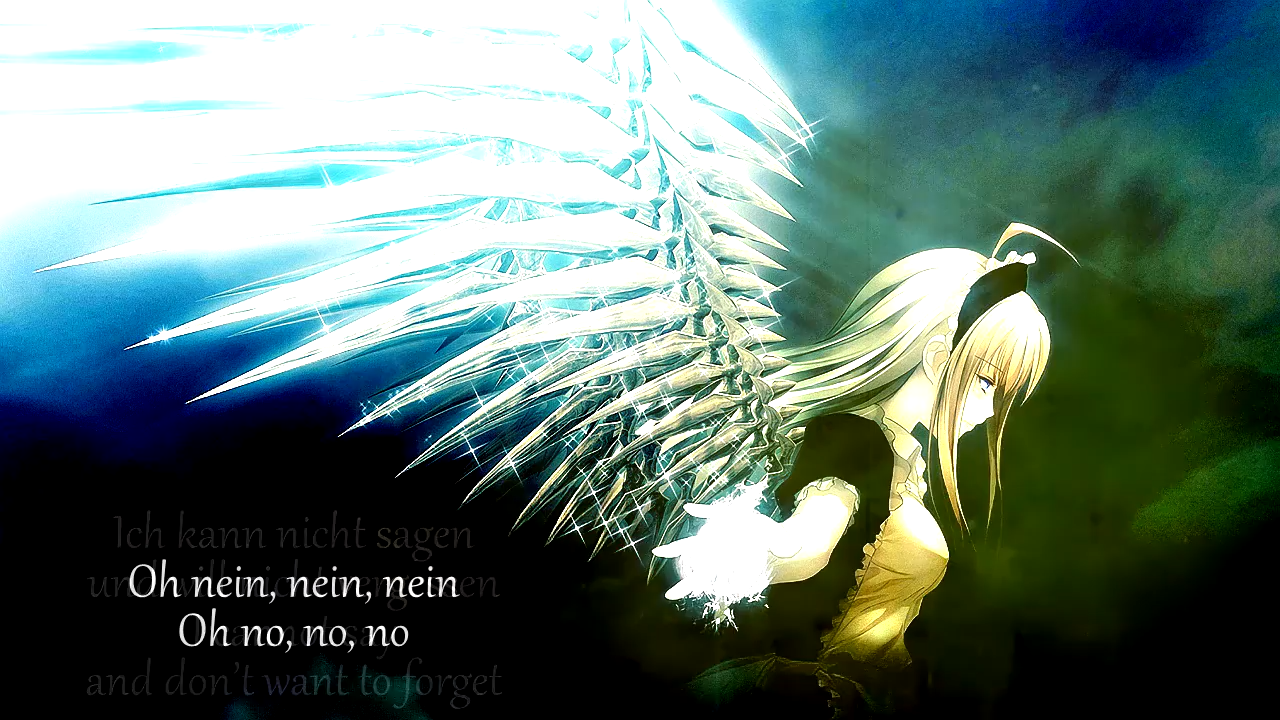 Ich kann nicht sagen
Oh nein, nein, nein
Oh no, no, no
and don't want to forget